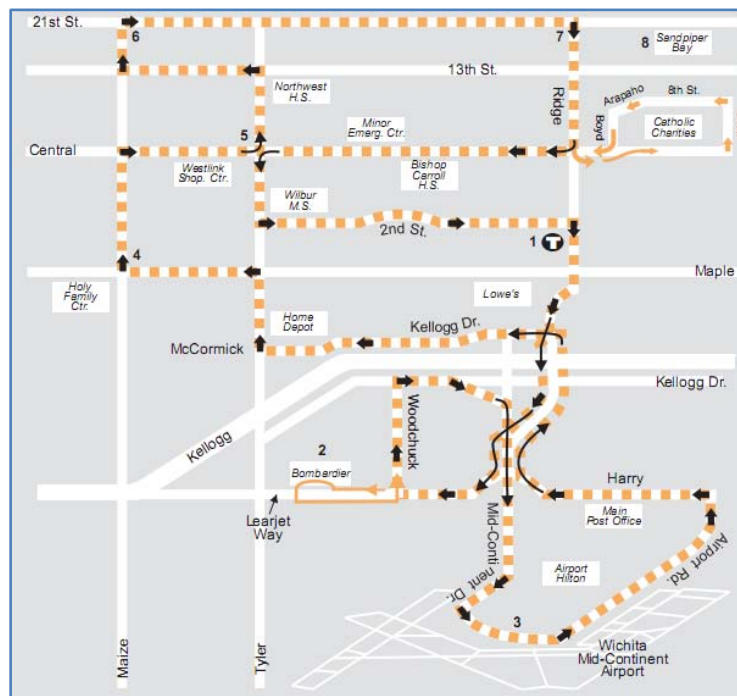 21st St.
6
7
8
Sandpiper
Bay
13th St.
Northwest
H.S.
Ridge
Arapaho
8th St.
Boyd
Catholic
Charities
Minor
Emerg. Ctr.
5
Central
Westlink
Shop. Ctr.
Bishop
Carroll
H.S.
Wilbur
M.S.
2nd St.
1
T
4
Maple
Holy
Family
Ctr.
Lowe's
Home
Depot
Kellogg Dr.
McCormick
Kellogg Dr.
Woodchuck
Kellogg
2
Bombardier
Learjet
Way
Harry
Main
Post Office
Mid-Conti
nent Dr.
Airport
Hilton
Airport Rd.
3
Wichita
Mid-Continent
Airport
Maize
Tyler